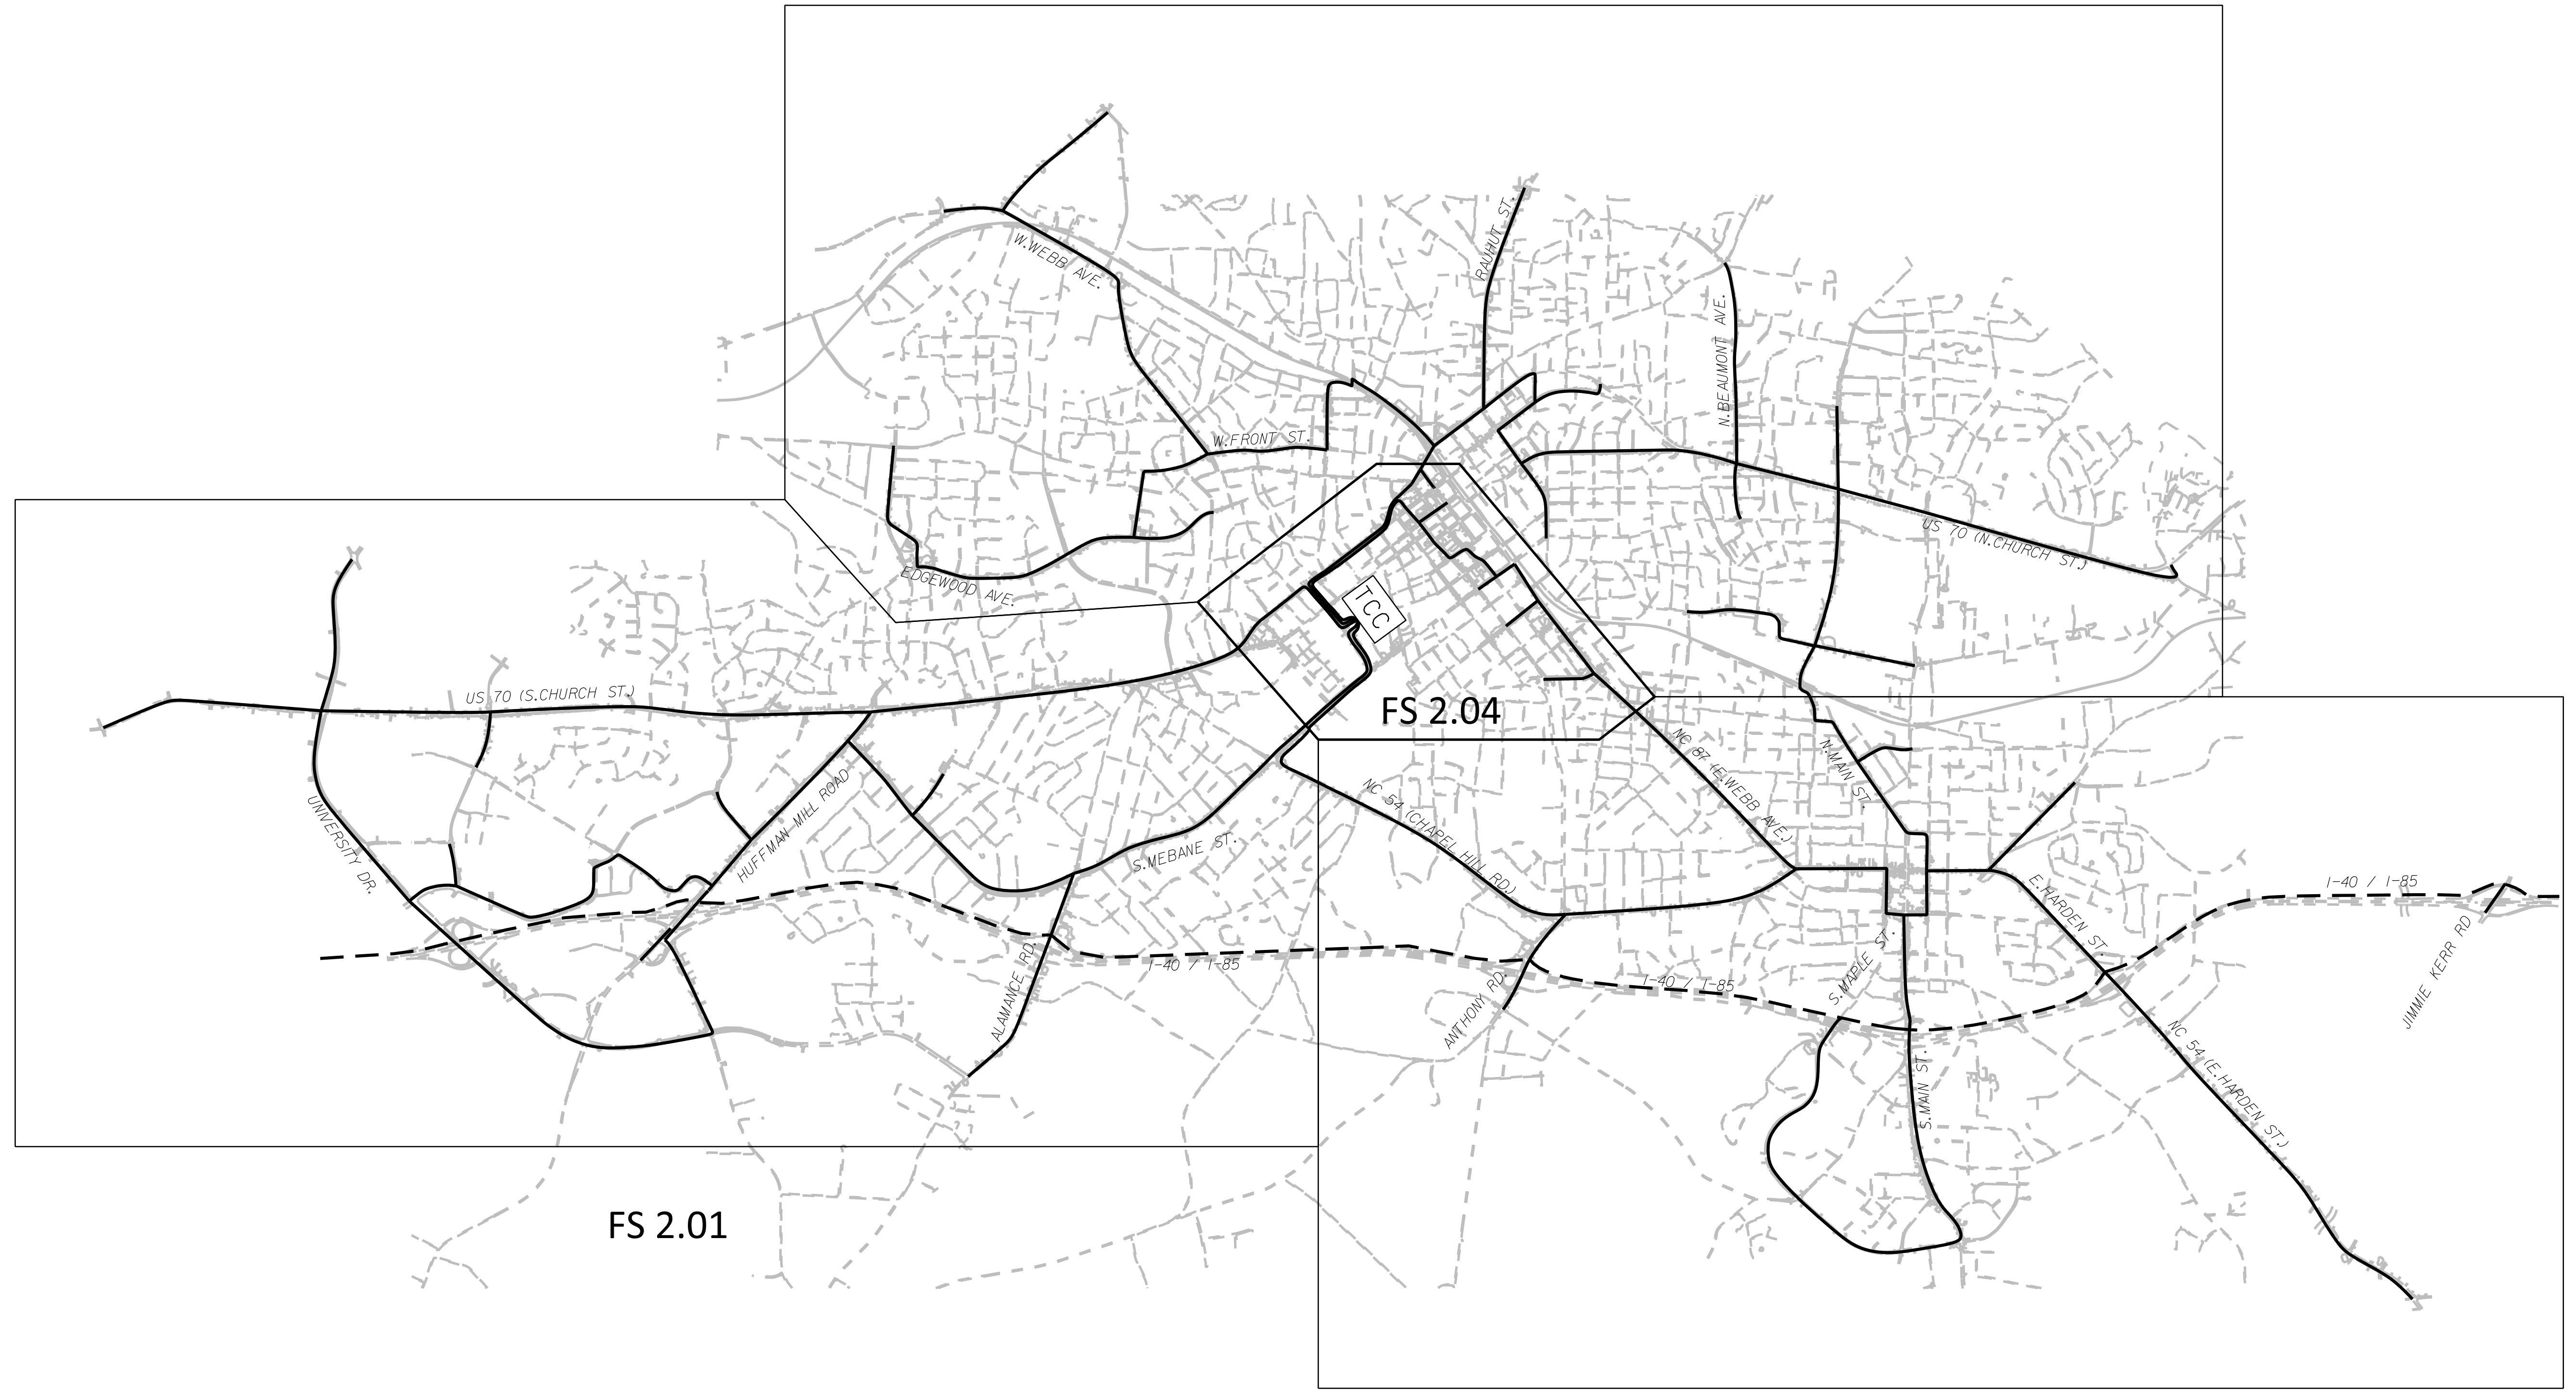 W.WEBB AVE.
RAUHUT ST.
N.BEAUMONT AVE.
W.FRONT ST.
US 70 (N.CHURCH ST.)
EDGEWOOD AVE.
TCC
US 70 (S.CHURCH ST.)
FS 2.04
NC 87 (E.WEBB AVE.)
N.MAIN ST.
UNIVERSITY DR.
HUFFMAN MILL ROAD
S.MEBANE ST.
NC 54 (CHAPEL HILL RD.)
E.HARDEN ST.
I-40 / I-85
JIMMIE KERR RD
ALAMANCE RD.
I-40 / I-85
ANTHONY RD.
I-40 / I-85
S.MAPLE ST.
S.MAIN ST.
NC 54 (E.HARDEN ST.)
FS 2.01